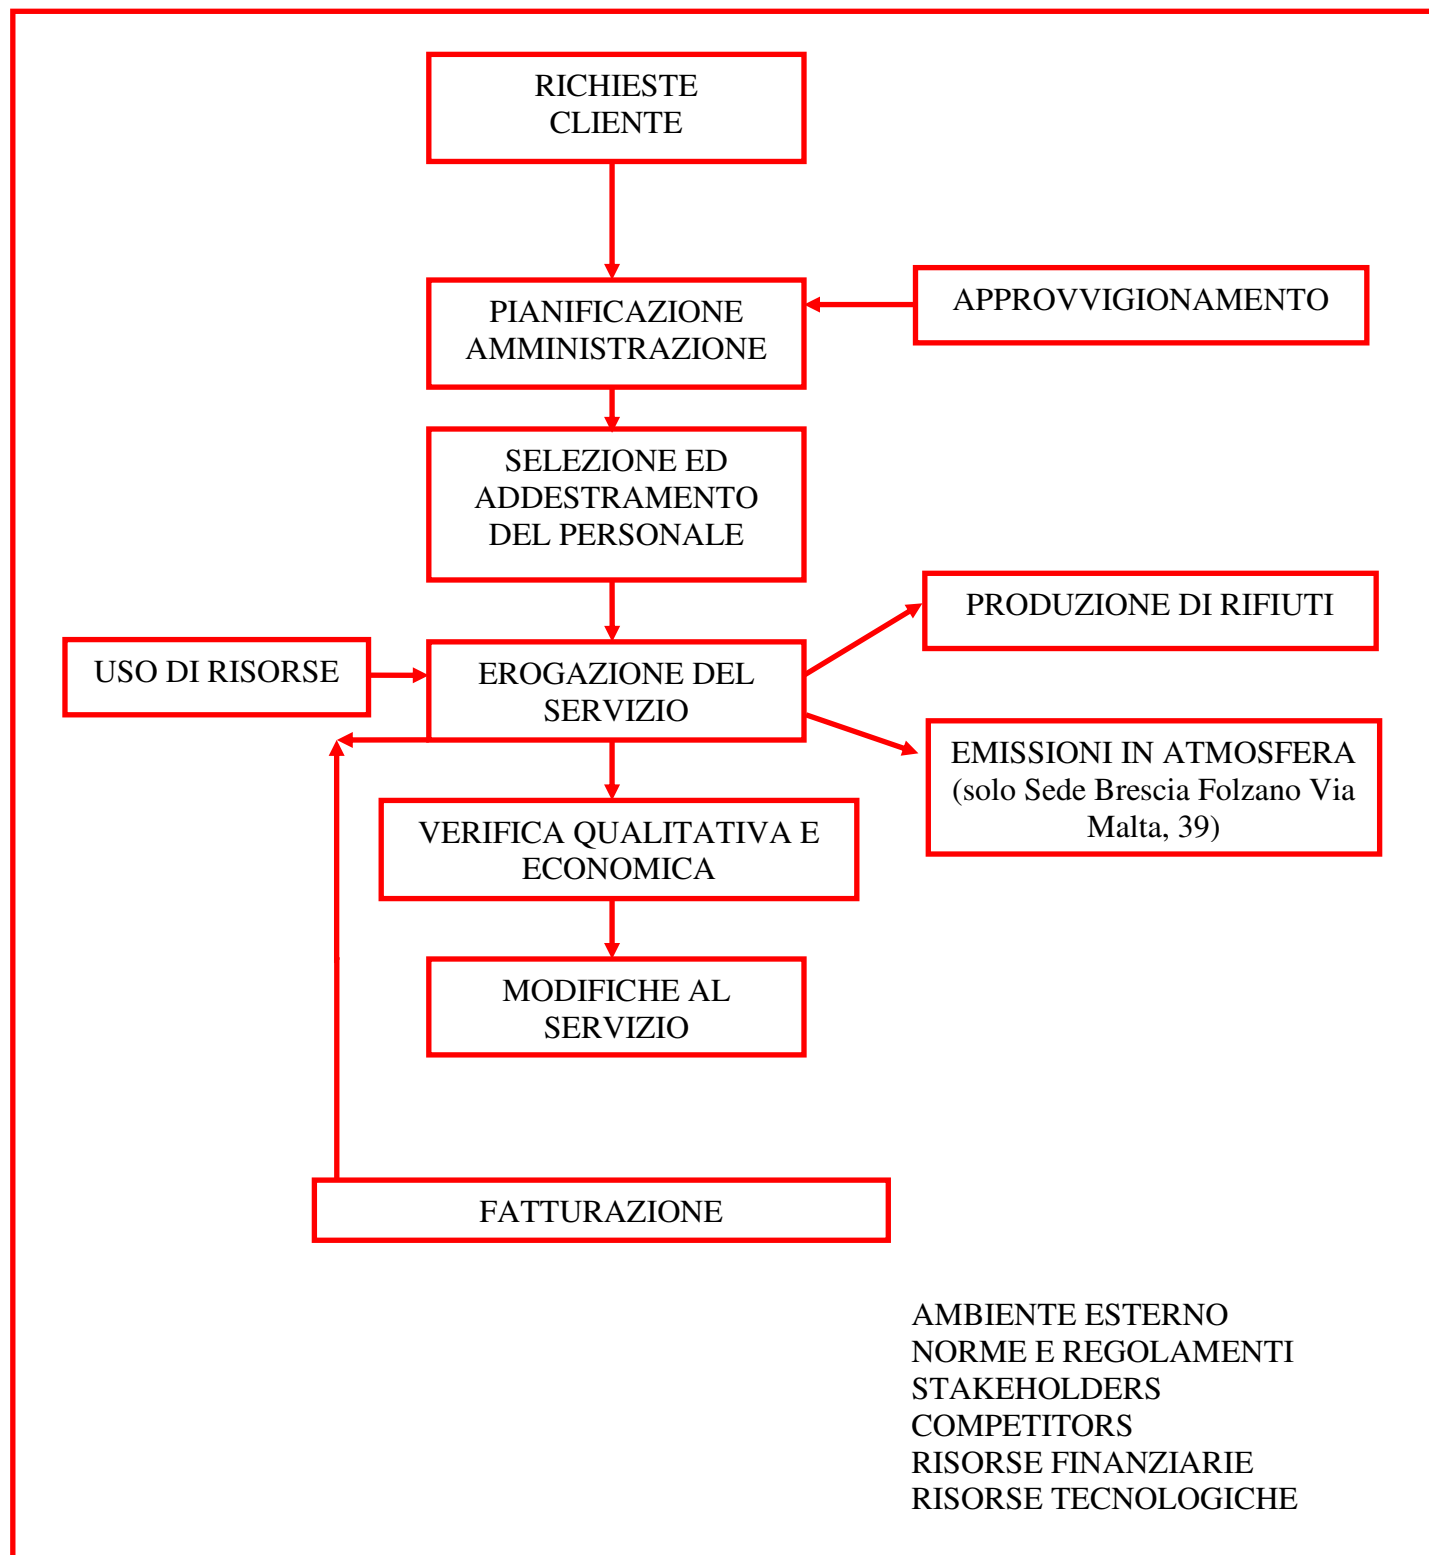 RICHIESTE
CLIENTE
PIANIFICAZIONE
AMMINISTRAZIONE
APPROVVIGIONAMENTO
SELEZIONE ED
ADDESTRAMENTO
DEL PERSONALE
PRODUZIONE DI RIFIUTI
USO DI RISORSE
EROGAZIONE DEL
SERVIZIO
EMISSIONI IN ATMOSFERA
(solo Sede Brescia Folzano Via
Malta, 39)
VERIFICA QUALITATIVA E
ECONOMICA
MODIFICHE AL
SERVIZIO
FATTURAZIONE
AMBIENTE ESTERNO
NORME E REGOLAMENTI
STAKEHOLDERS
COMPETITORS
RISORSE FINANZIARIE
RISORSE TECNOLOGICHE